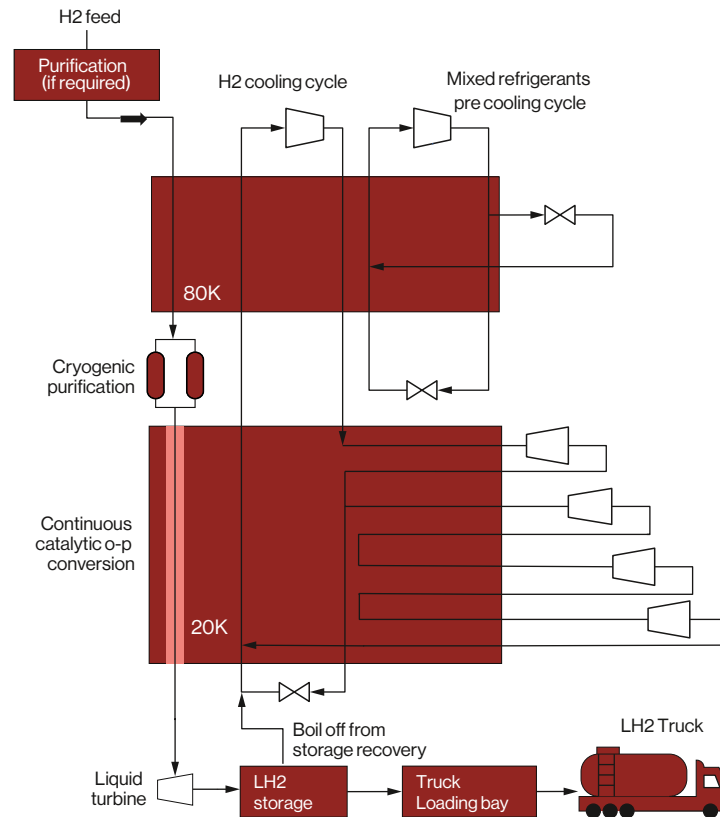 H2 feed
Purification
(if required)
H2 cooling cycle
Mixed refrigerants
pre cooling cycle
80K
Cryogenic
purification
Continuous
catalytic o-p
conversion
20K
Boil off from
storage recovery
LH2 Truck
Liquid
turbine
LH2
storage
Truck
Loading bay